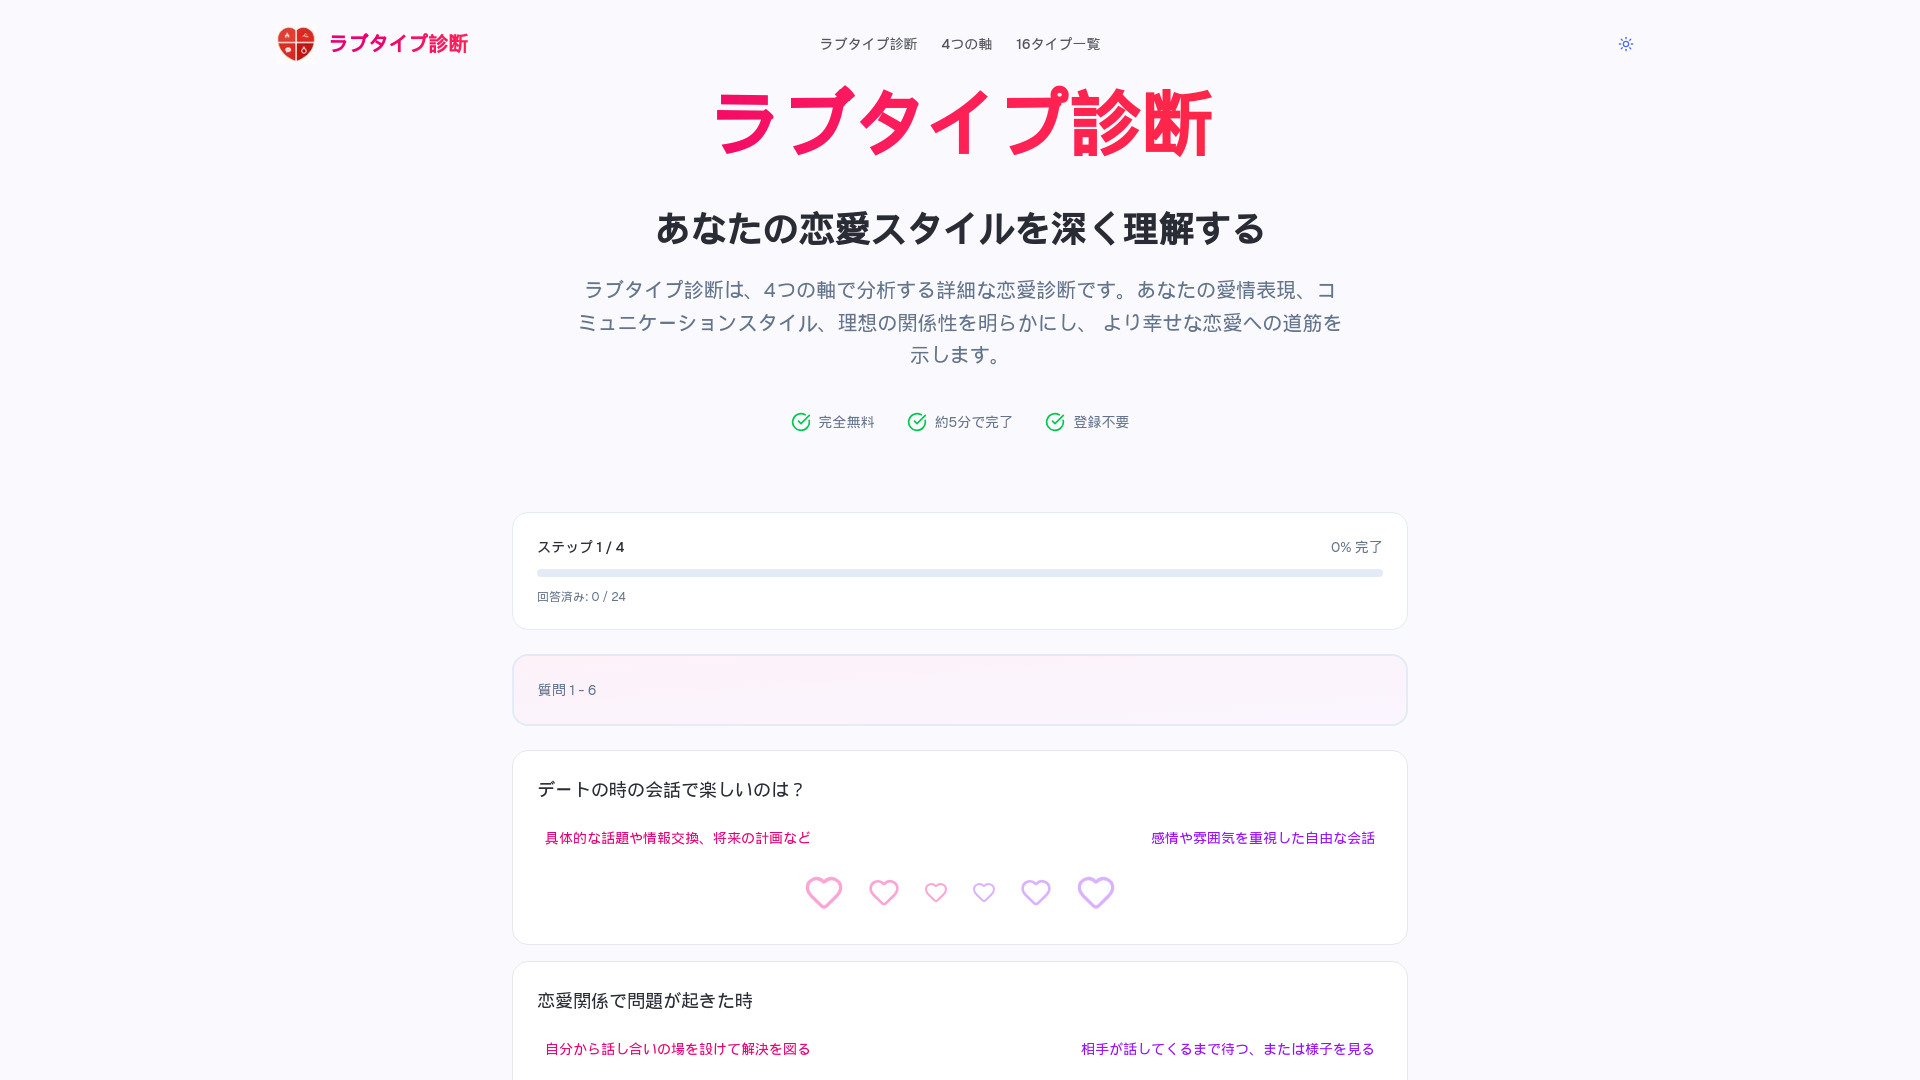 ラブタイプ診断
ラブタイプ診断
4つの軸
16タイプ一覧
ラブタイプ診断
あなたの恋愛スタイルを深く理解する
ラブタイプ診断は、4つの軸で分析する詳細な恋愛診断です。あなたの愛情表現、コ
ミュニケーションスタイル、理想の関係性を明らかにし、 より幸せな恋愛への道筋を
示します。
完全無料
約5分で完了
登録不要
ステップ 1 / 4
0% 完了
回答済み: 0 / 24
質問 1 - 6
デートの時の会話で楽しいのは？
具体的な話題や情報交換、将来の計画など
感情や雰囲気を重視した自由な会話
恋愛関係で問題が起きた時
自分から話し合いの場を設けて解決を図る
相手が話してくるまで待つ、または様子を見る